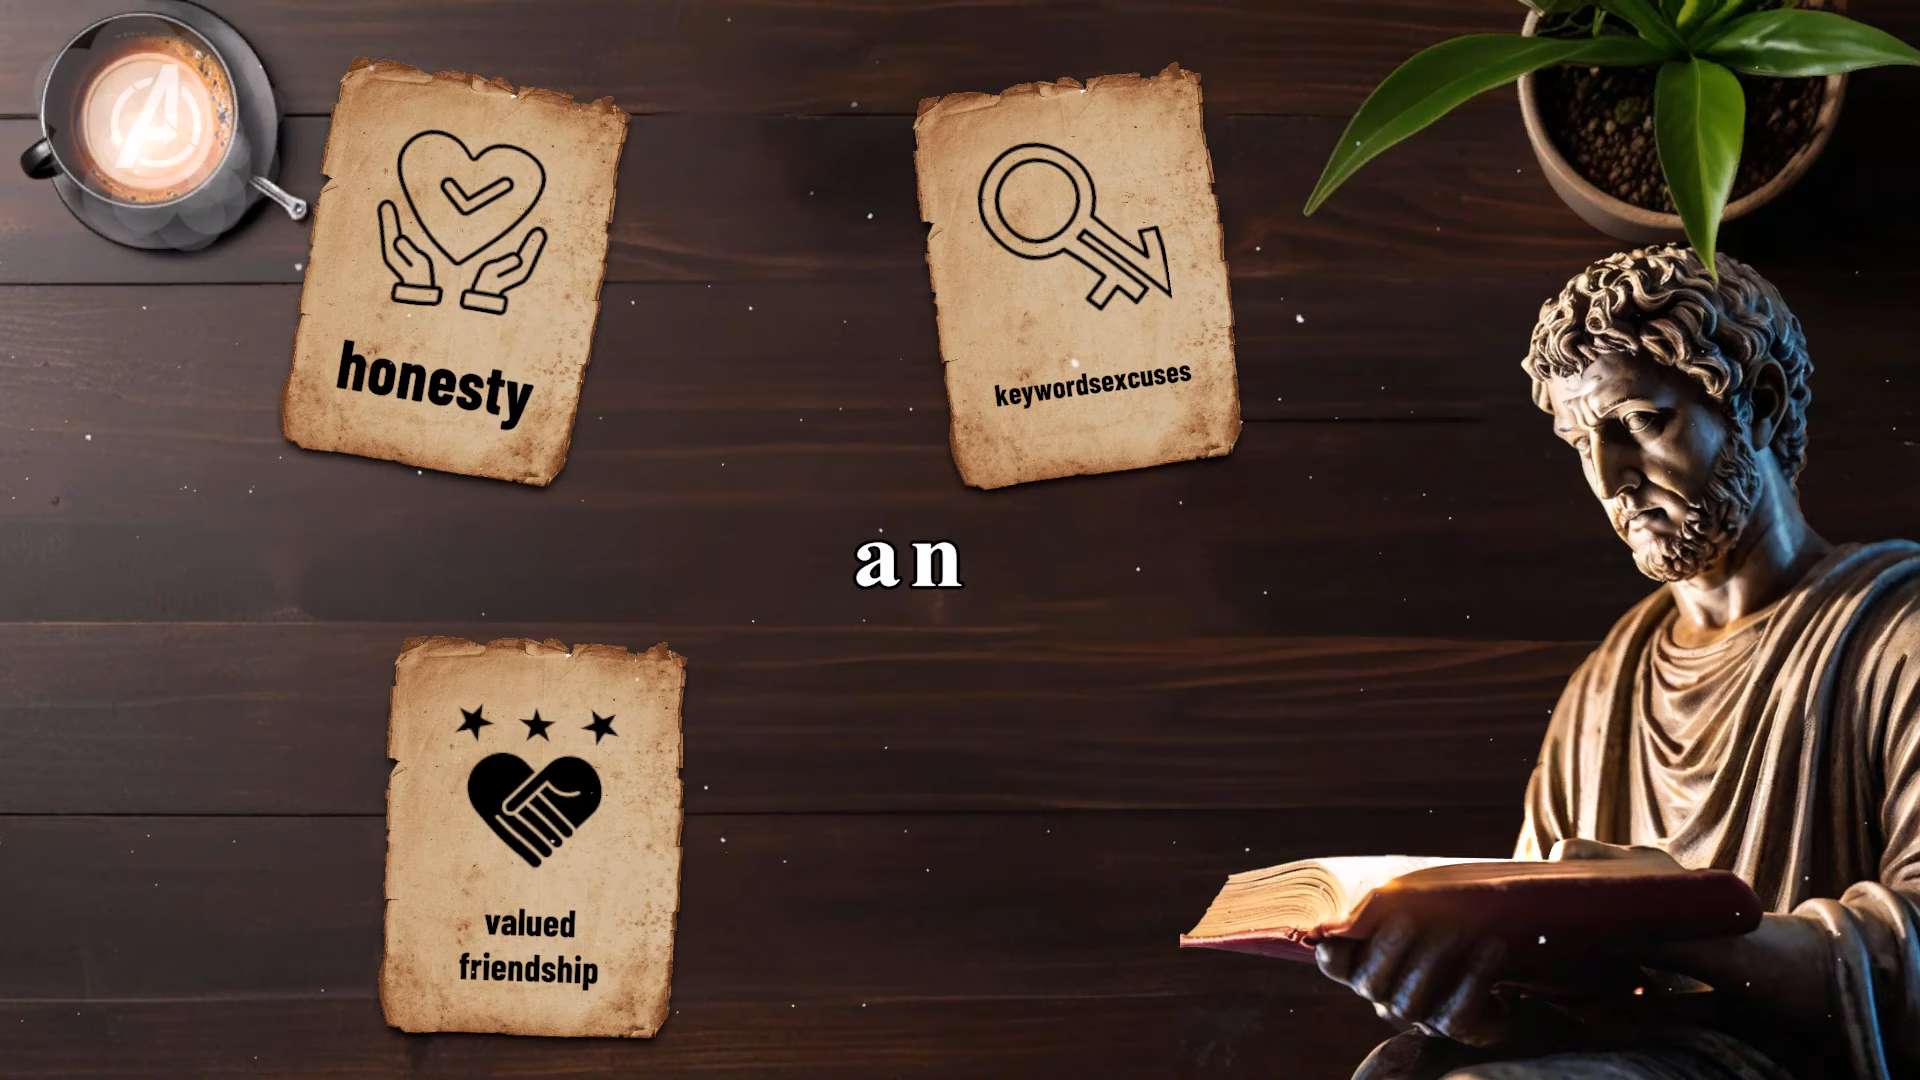 honesty
keywordsexcuses
an
valued
friendship